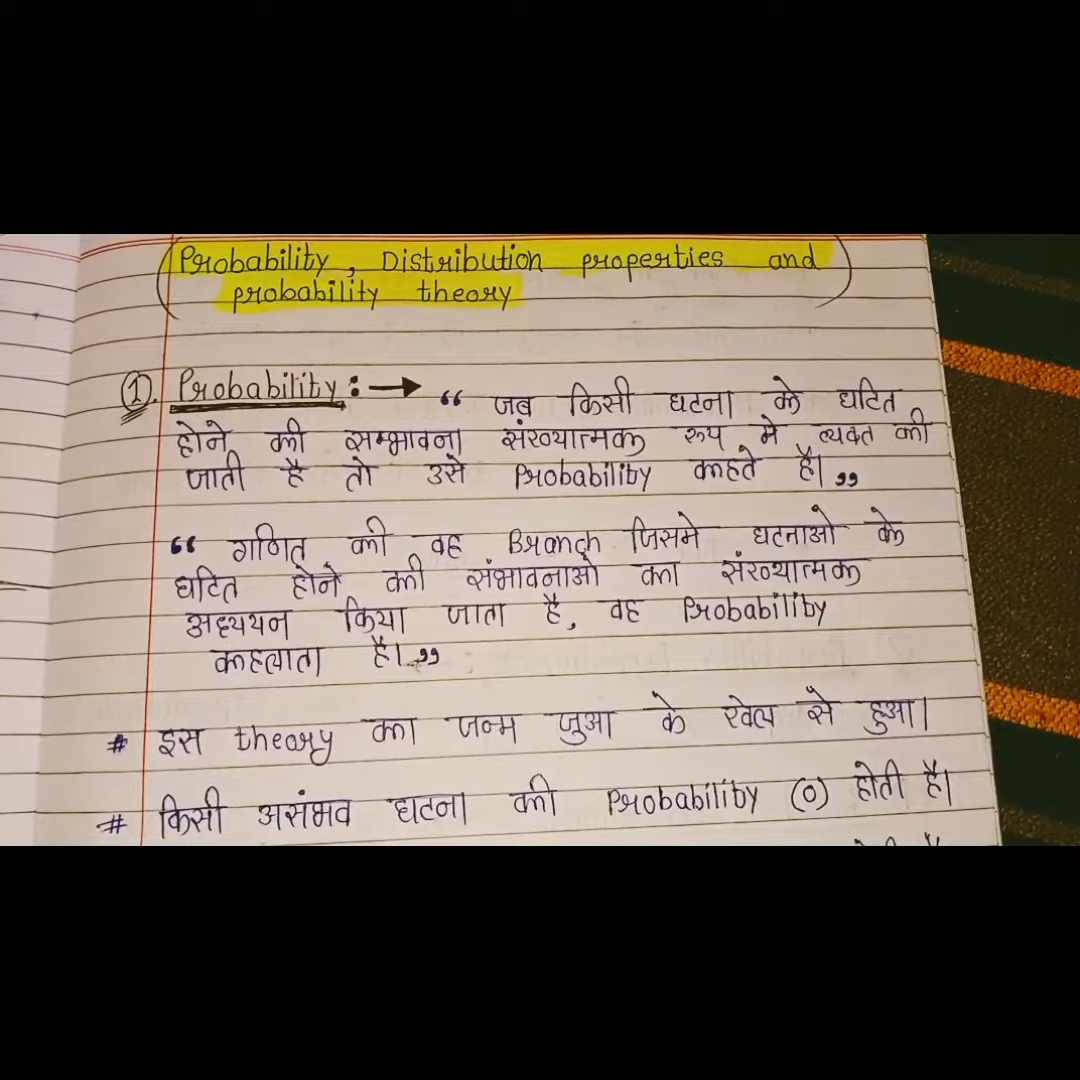 (Probability, Distribution properties and
probability theory)
①. Probability :→ “ जब किसी घटना के घटित
होने की सम्भावना संख्यात्मक रूप मे व्यक्त की
जाती है तो उसे Probability कहते है। ”
“ गणित की वह Branch जिसमे घटनाओ के
घटित होने की संभावनाओ का संख्यात्मक
अध्ययन किया जाता है, वह Probability
कहलाता है। ”
# इस theory का जन्म जुआ के खेल से हुआ।
# किसी असंभव घटना की Probability (0) होती है।